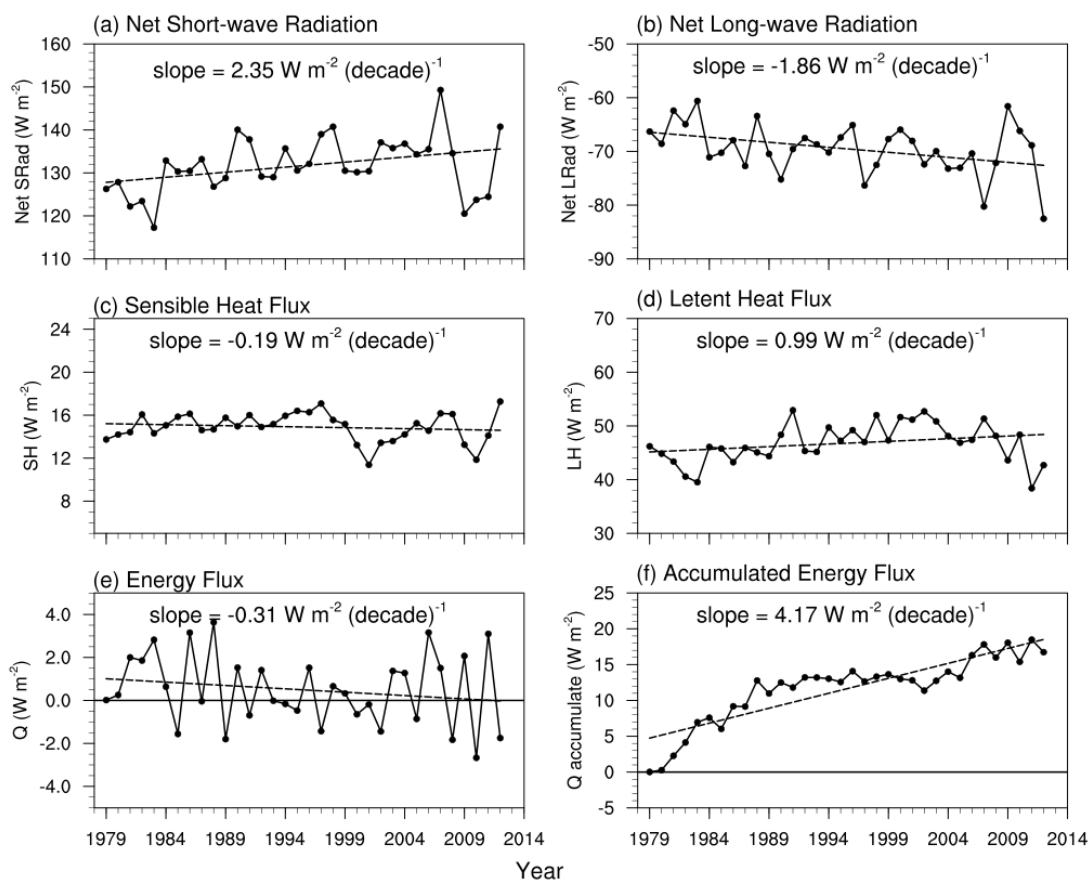 (a) Net Short-wave Radiation
slope = 2.35 W m-2 (decade)-1
Net SRad (W m-2)
160
150
140
130
120
110
(b) Net Long-wave Radiation
slope = -1.86 W m-2 (decade)-1
Net LRad (W m-2)
-50
-60
-70
-80
-90
(c) Sensible Heat Flux
slope = -0.19 W m-2 (decade)-1
SH (W m-2)
24
20
16
12
8
(d) Letent Heat Flux
slope = 0.99 W m-2 (decade)-1
LH (W m-2)
70
60
50
40
30
(e) Energy Flux
slope = -0.31 W m-2 (decade)-1
Q (W m-2)
4.0
2.0
0.0
-2.0
-4.0
1979 1984 1989 1994 1999 2004 2009 2014
(f) Accumulated Energy Flux
slope = 4.17 W m-2 (decade)-1
Q accumulate (W m-2)
25
20
15
10
5
0
-5
1979 1984 1989 1994 1999 2004 2009 2014
Year